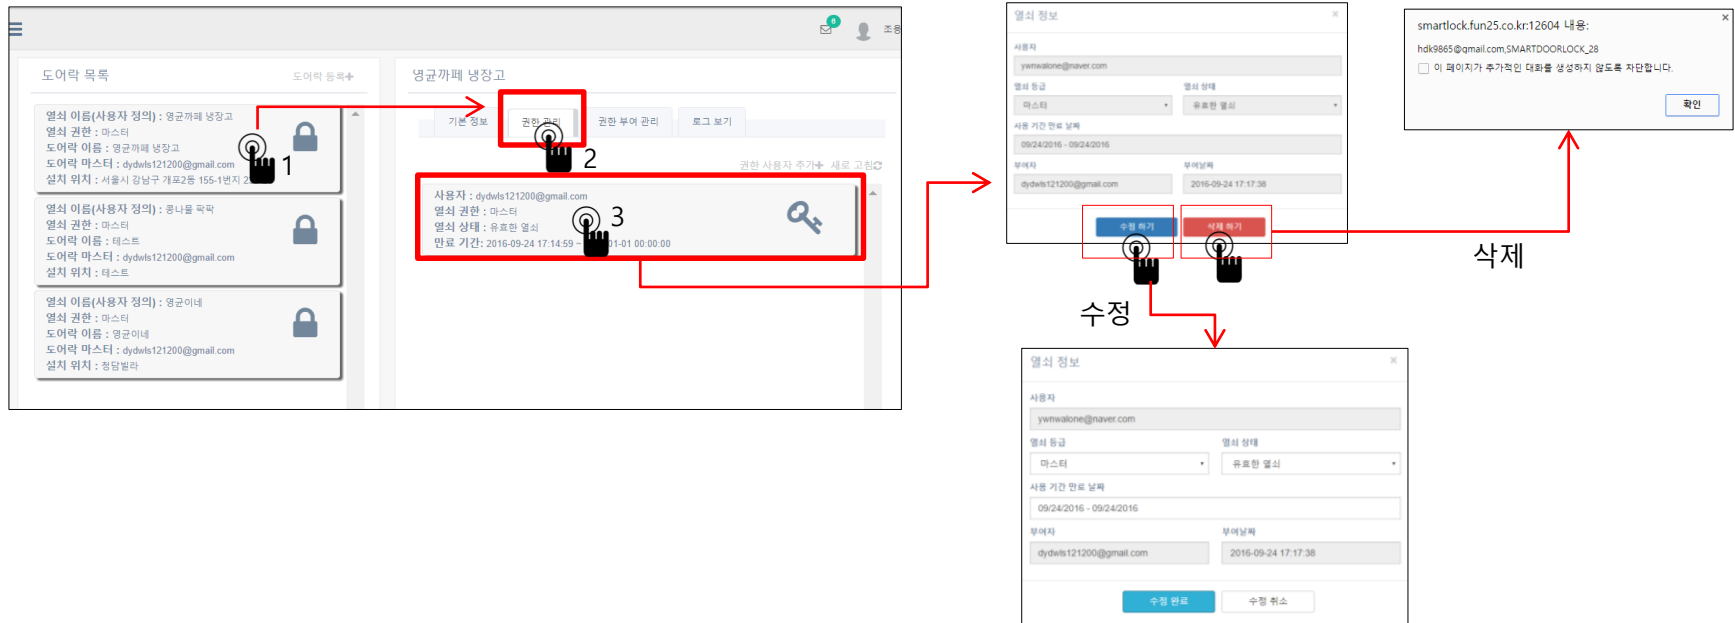 6
조용
도어락 목록
도어락 등록+
열쇠 이름(사용자 정의) : 영균까페 냉장고
열쇠 권한 : 마스터
도어락 이름 : 영균까페 냉장고
도어락 마스터 : dydwls121200@gmail.com
설치 위치 : 서울시 강남구 개포2동 155-1번지 2
1
열쇠 이름(사용자 정의) : 콩나물 팍팍
열쇠 권한 : 마스터
도어락 이름 : 테스트
도어락 마스터 : dydwls121200@gmail.com
설치 위치 : 테스트
열쇠 이름(사용자 정의) : 영균이네
열쇠 권한 : 마스터
도어락 이름 : 영균이네
도어락 마스터 : dydwls121200@gmail.com
설치 위치 : 청담빌라
영균까페 냉장고
기본 정보
권한 관리
권한 부여 관리
로그 보기
2
권한 사용자 추가+ 새로 고침
사용자 : dydwls121200@gmail.com
열쇠 권한 : 마스터
열쇠 상태 : 유효한 열쇠
만료 기간: 2016-09-24 17:14:59 ~ 01-01 00:00:00
3
열쇠 정보
×
사용자
ywnwalone@naver.com
열쇠 등급
열쇠 상태
마스터
유효한 열쇠
사용 기간 만료 날짜
09/24/2016 - 09/24/2016
부여자
부여날짜
dydwls121200@gmail.com
2016-09-24 17:17:38
수정 하기
삭제 하기
수정
삭제
smartlock.fun25.co.kr:12604 내용:
×
hdk9865@gmail.com,SMARTDOORLOCK_28
이 페이지가 추가적인 대화를 생성하지 않도록 차단합니다.
확인
열쇠 정보
×
사용자
ywnwalone@naver.com
열쇠 등급
열쇠 상태
마스터
유효한 열쇠
사용 기간 만료 날짜
09/24/2016 - 09/24/2016
부여자
부여날짜
dydwls121200@gmail.com
2016-09-24 17:17:38
수정 완료
수정 취소